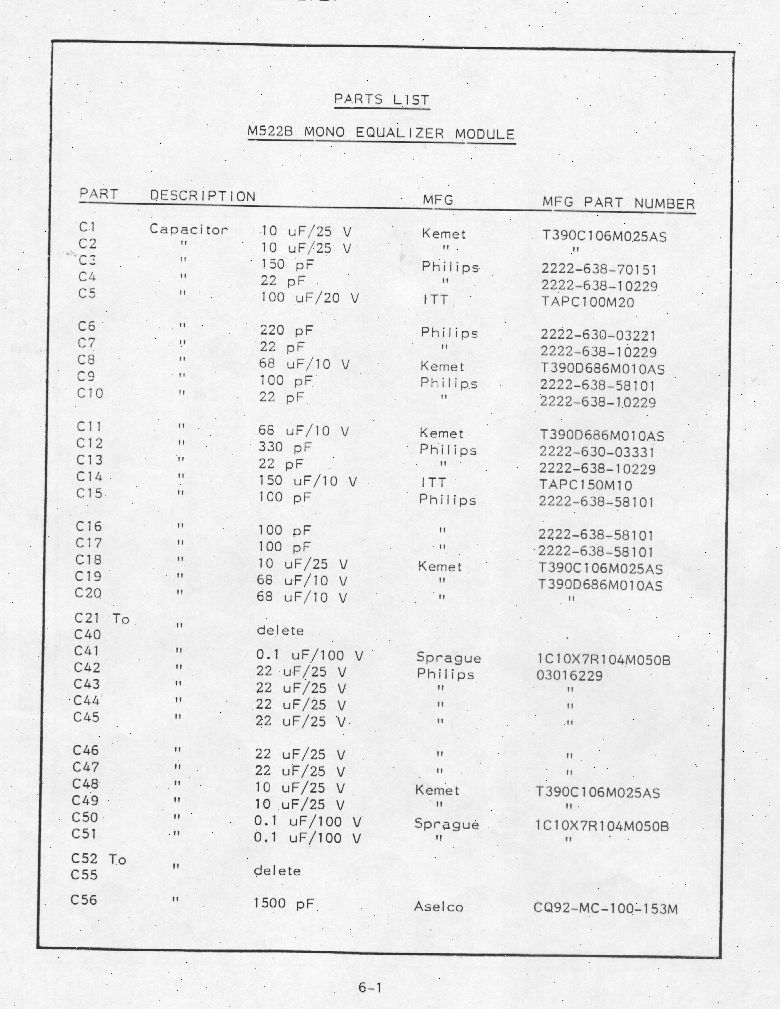 PARTS LIST
M522B MONO EQUALIZER MODULE
PART DESCRIPTION MFG MFG PART NUMBER
C1 Capacitor 10 uF/25 V Kemet T390C106M025AS
C2 " 10 uF/25 V " "
C3 " 150 pF Philips 2222-638-70151
C4 " 22 pF " 2222-638-10229
C5 " 100 uF/20 V ITT TAPC100M20
C6 " 220 pF Philips 2222-630-03221
C7 " 22 pF " 2222-638-10229
C8 " 68 uF/10 V Kemet T390D686M010AS
C9 " 100 pF Philips 2222-638-58101
C10 " 22 pF " 2222-638-10229
C11 " 68 uF/10 V Kemet T390D686M010AS
C12 " 330 pF Philips 2222-630-03331
C13 " 22 pF " 2222-638-10229
C14 " 150 uF/10 V ITT TAPC150M10
C15 " 100 pF Philips 2222-638-58101
C16 " 100 pF " 2222-638-58101
C17 " 100 pF " 2222-638-58101
C18 " 10 uF/25 V Kemet T390C106M025AS
C19 " 68 uF/10 V " T390D686M010AS
C20 " 68 uF/10 V " "
C21 To
C40 " delete
C41 " 0.1 uF/100 V Sprague 1C10X7R104M050B
C42 " 22 uF/25 V Philips 03016229
C43 " 22 uF/25 V " "
C44 " 22 uF/25 V " "
C45 " 22 uF/25 V " "
C46 " 22 uF/25 V " "
C47 " 22 uF/25 V " "
C48 " 10 uF/25 V Kemet T390C106M025AS
C49 " 10 uF/25 V " "
C50 " 0.1 uF/100 V Sprague 1C10X7R104M050B
C51 " 0.1 uF/100 V " "
C52 To
C55 " delete
C56 " 1500 pF Aselco CQ92-MC-100-153M
6-1